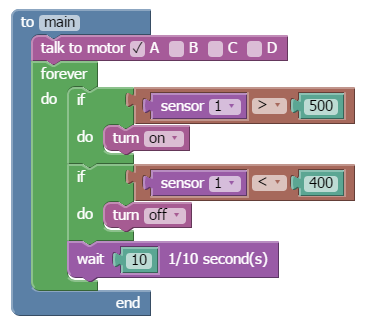 to main
talk to motor ✓ A B C D
forever
do if sensor 1 > 500
do turn on
if sensor 1 < 400
do turn off
wait 10 1/10 second(s)
end